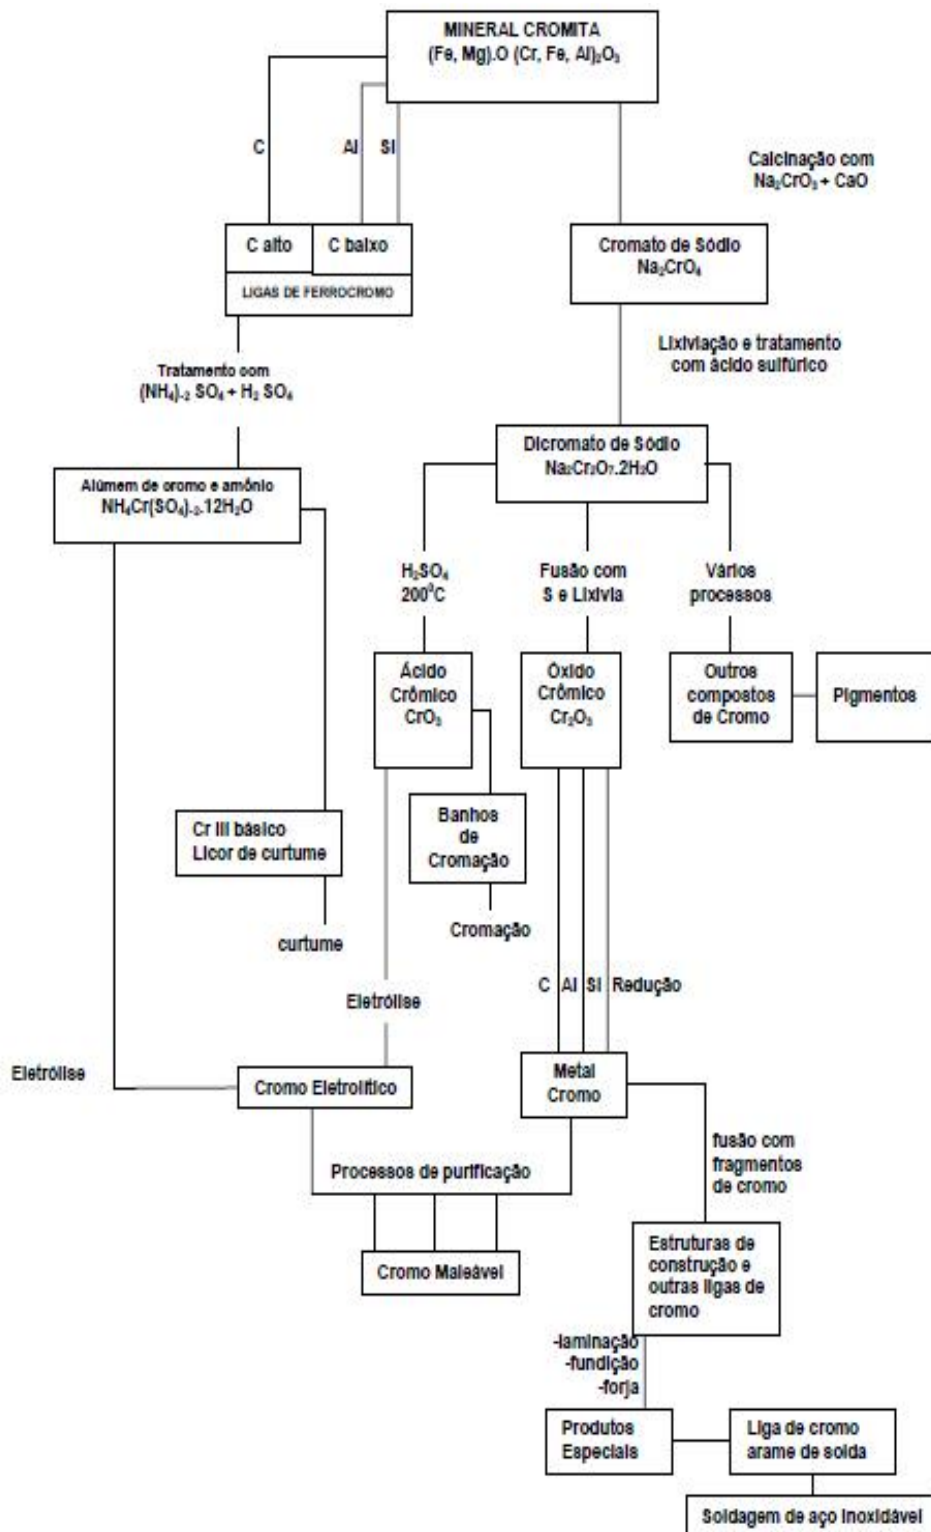 MINERAL CROMITA
(Fe, Mg).O (Cr, Fe, Al)₂O₃
C
Al
Si
Calcinação com
Na₂CrO₃ + CaO
C alto
C baixo
LIGAS DE FERROCROMO
Cromato de Sódio
Na₂CrO₄
Lixiviação e tratamento
com ácido sulfúrico
Tratamento com
(NH₄)-₂ SO₄ + H₂ SO₄
Dicromato de Sódio
Na₂Cr₂O₇.2H₂O
Alúmem de cromo e amônio
NH₄Cr(SO₄)-₂.12H₂O
H₂SO₄
200⁰C
Fusão com
S e Lixivia
Vários
processos
Ácido
Crômico
CrO₃
Óxido
Crômico
Cr₂O₃
Outros
compostos
de Cromo
Pigmentos
Banhos
de
Cromação
Cr III básico
Licor de curtume
Cromação
curtume
C
Al
Si
Redução
Eletrólise
Eletrólise
Cromo Eletrolítico
Metal
Cromo
fusão com
fragmentos
de cromo
Processos de purificação
Cromo Maleável
Estruturas de
construção e
outras ligas de
cromo
-laminação
-fundição
-forja
Produtos
Especiais
Liga de cromo
arame de solda
Soldagem de aço inoxidável